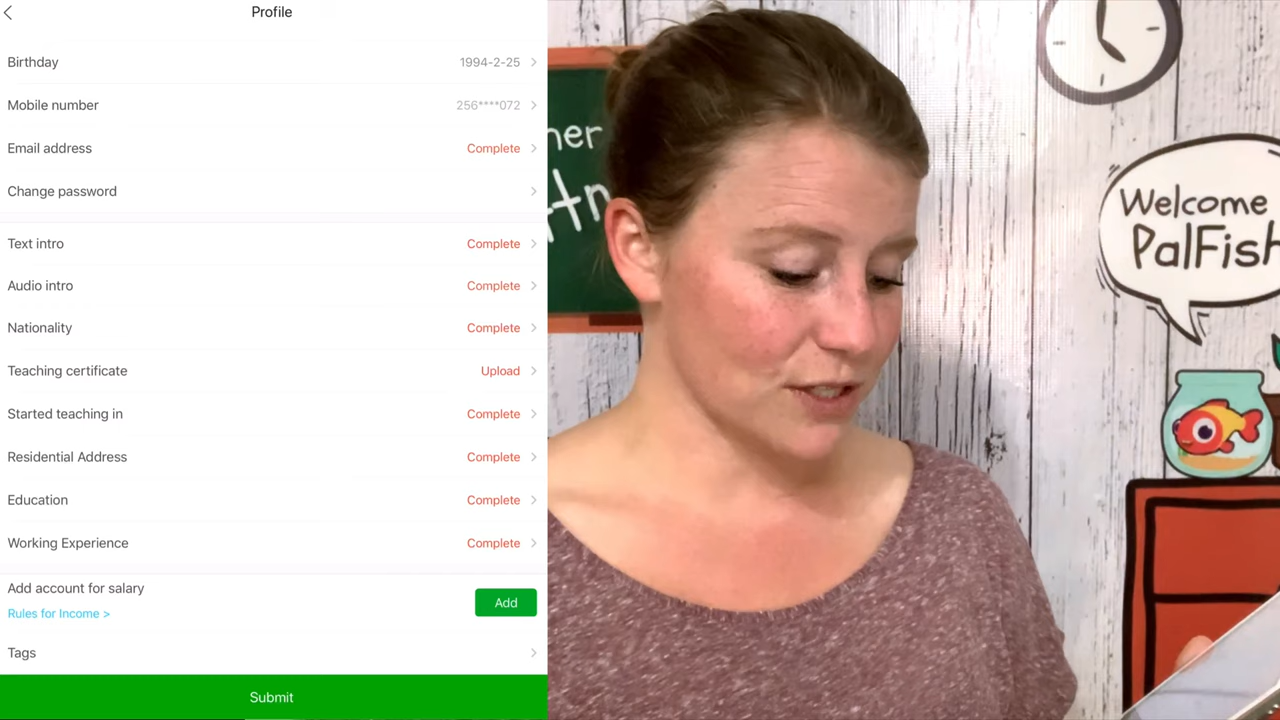 Profile
Birthday
1994-2-25
Mobile number
256****072
Email address
Complete
Change password
Text intro
Complete
Audio intro
Complete
Nationality
Complete
Teaching certificate
Upload
Started teaching in
Complete
Residential Address
Complete
Education
Complete
Working Experience
Complete
Add account for salary
Rules for Income >
Add
Tags
Submit
Welcome
PalFish